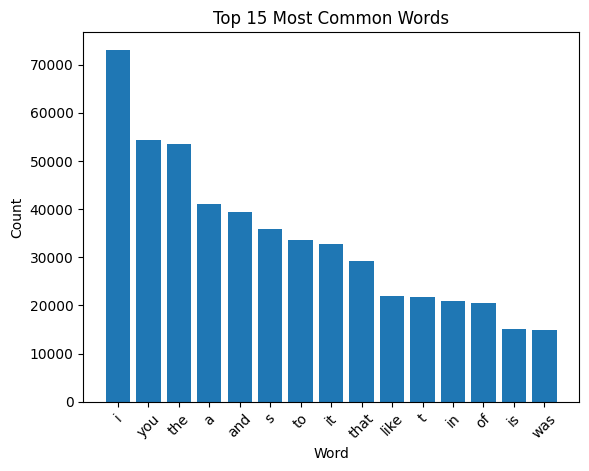 Top 15 Most Common Words
70000
60000
50000
40000
30000
20000
10000
0
Count
i you the a and s to it that like t in of is was
Word